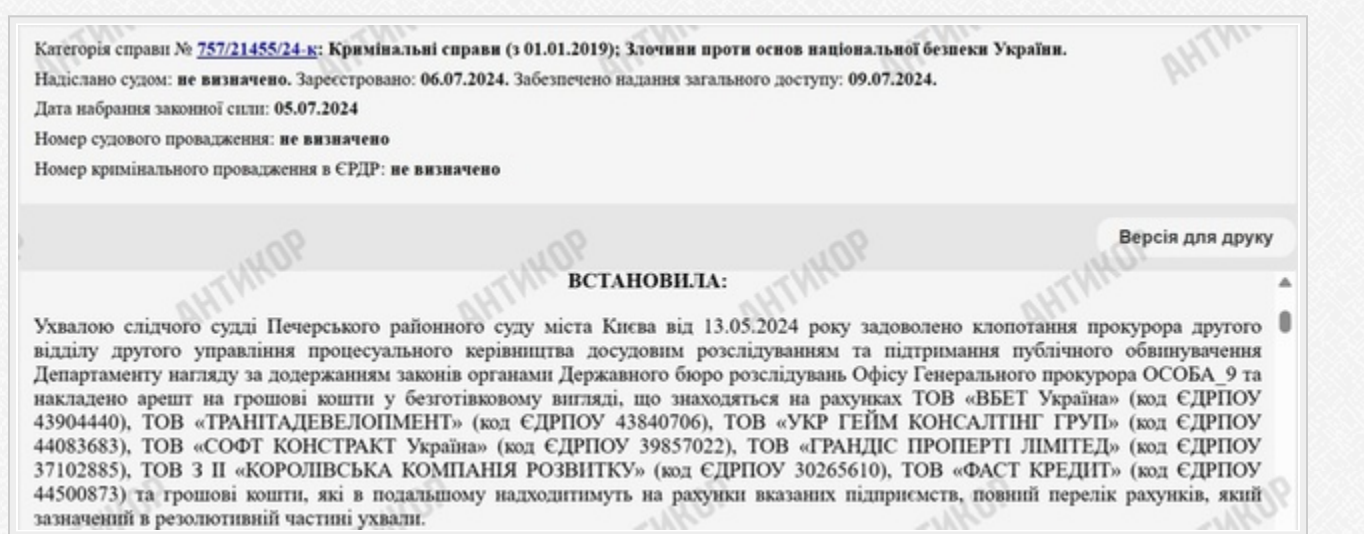 Категорія справи № 757/21455/24-к: Кримінальні справи (з 01.01.2019); Злочини проти основ національної безпеки України.
Надіслано судом: не визначено. Зареєстровано: 06.07.2024. Забезпечено надання загального доступу: 09.07.2024.
Дата набрання законної сили: 05.07.2024
Номер судового провадження: не визначено
Номер кримінального провадження в ЄРДР: не визначено
Версія для друку
ВСТАНОВИЛА:
Ухвалою слідчого судді Печерського районного суду міста Києва від 13.05.2024 року задоволено клопотання прокурора другого
відділу другого управління процесуального керівництва досудовим розслідуванням та підтримання публічного обвинувачення
Департаменту нагляду за додержанням законів органами Державного бюро розслідувань Офісу Генерального прокурора ОСОБА_9 та
накладено арешт на грошові кошти у безготівковому вигляді, що знаходяться на рахунках ТОВ «ВБЕТ Україна» (код ЄДРПОУ
43904440), ТОВ «ТРАНІТАДЕВЕЛОПМЕНТ» (код ЄДРПОУ 43840706), ТОВ «УКР ГЕЙМ КОНСАЛТІНГ ГРУП» (код ЄДРПОУ
44083683), ТОВ «СОФТ КОНСТРАКТ Україна» (код ЄДРПОУ 39857022), ТОВ «ГРАНДІС ПРОПЕРТІ ЛІМІТЕД» (код ЄДРПОУ
37102885), ТОВ З ІІ «КОРОЛІВСЬКА КОМПАНІЯ РОЗВИТКУ» (код ЄДРПОУ 30265610), ТОВ «ФАСТ КРЕДИТ» (код ЄДРПОУ
44500873) та грошові кошти, які в подальшому надходитимуть на рахунки вказаних підприємств, повний перелік рахунків, який
зазначений в резолютивній частині ухвали.
АНТИКОР
АНТИКОР
АНТИКОР
АНТИКОР